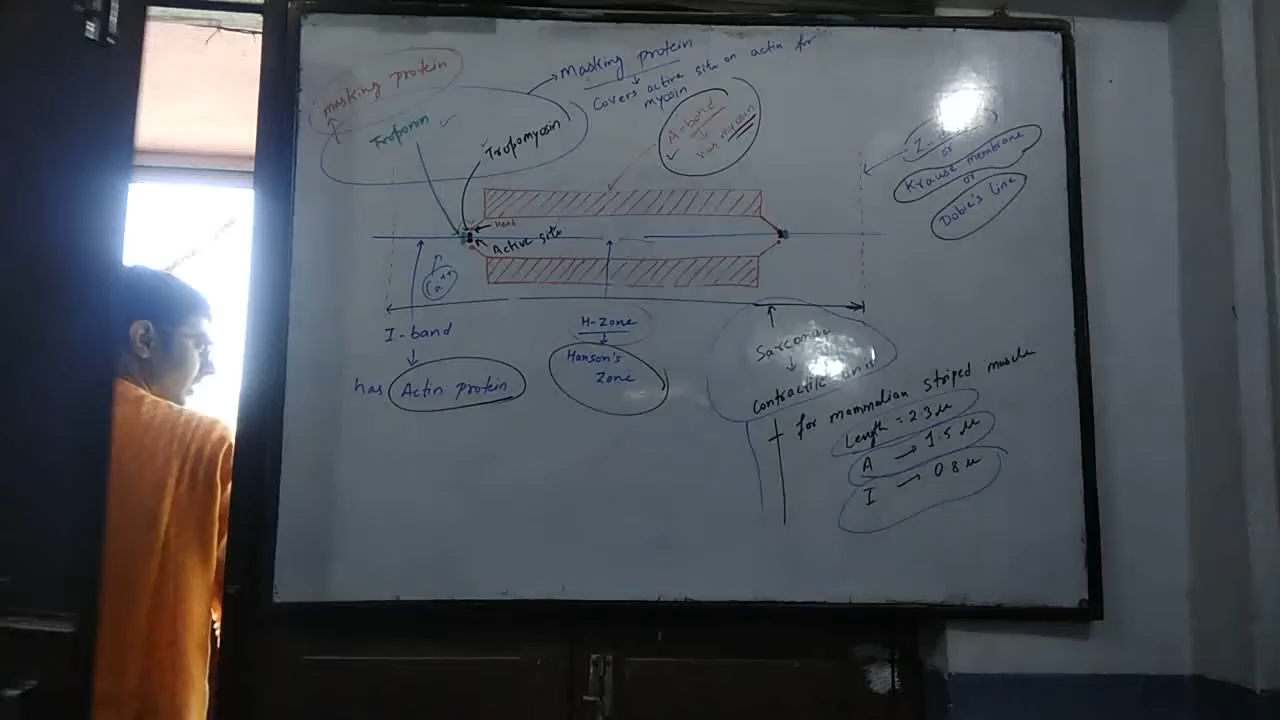 masking protein
Masking protein
Covers active site on actin for
myosin
Troponin
Tropomyosin
A-band
has myosin
Z-
or
Krause membrane
or
Dobie's line
Head
Active site
Ca++
I-band
has Actin protein
H-Zone
Hanson's
Zone
Sarcomere
Contractile unit
for mammalian striped muscle
Length = 2.3 µ
A → 1.5 µ
I → 0.8 µ